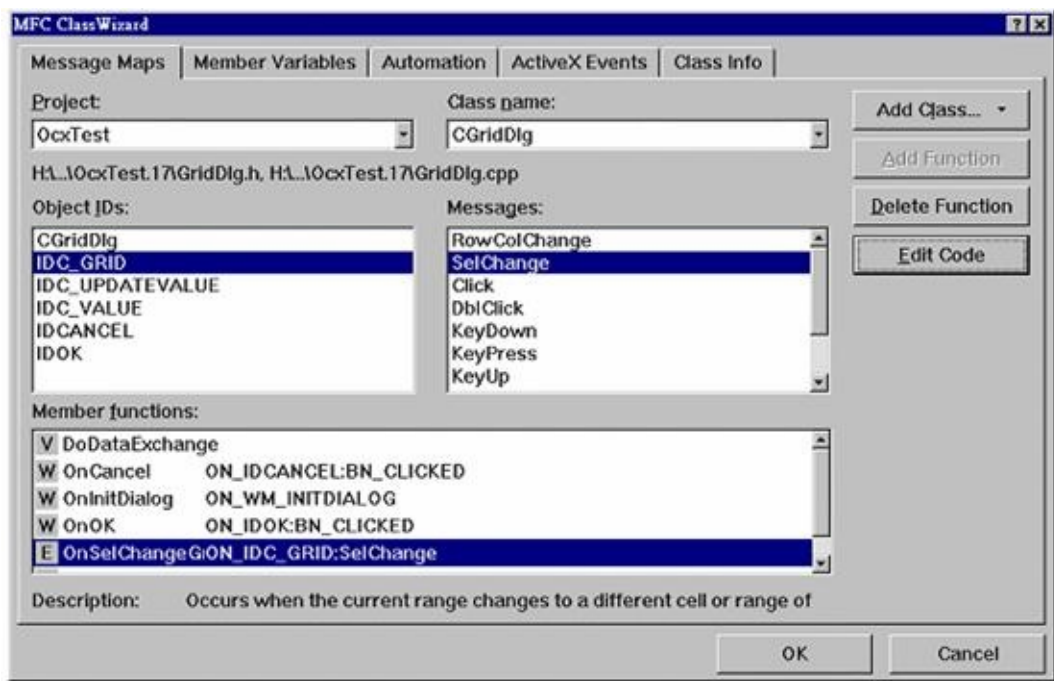 MFC ClassWizard
Message Maps
Member Variables
Automation
ActiveX Events
Class Info
Project:
OcxTest
Class name:
CGridDlg
Add Class...
Add Function
Delete Function
Edit Code
H:\...\OcxTest.17\GridDlg.h, H:\...\OcxTest.17\GridDlg.cpp
Object IDs:
CGridDlg
IDC_GRID
IDC_UPDATEVALUE
IDC_VALUE
IDCANCEL
IDOK
Messages:
RowColChange
SelChange
Click
DblClick
KeyDown
KeyPress
KeyUp
Member functions:
V DoDataExchange
W OnCancel ON_IDCANCEL:BN_CLICKED
W OnInitDialog ON_WM_INITDIALOG
W OnOK ON_IDOK:BN_CLICKED
E OnSelChangeGiON_IDC_GRID:SelChange
Description: Occurs when the current range changes to a different cell or range of
OK
Cancel